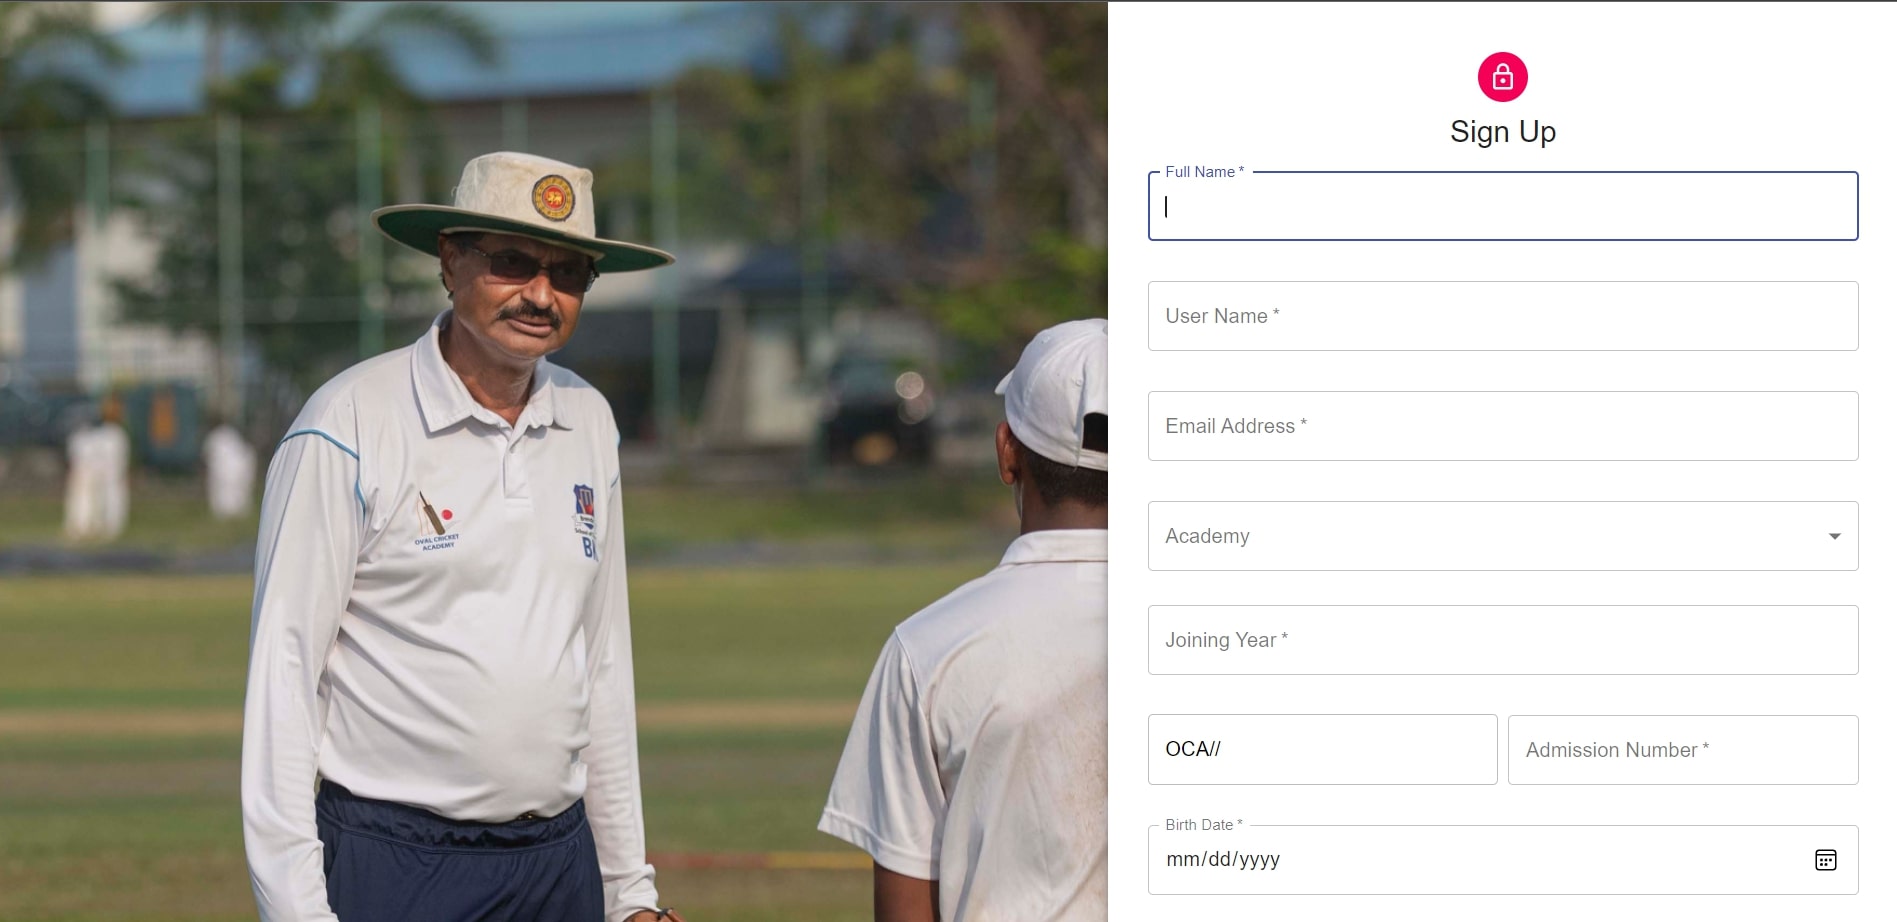 OVAL CRICKET
ACADEMY
Sign Up
Full Name *
User Name *
Email Address *
Academy
Joining Year *
OCA//
Admission Number *
Birth Date *
mm/dd/yyyy